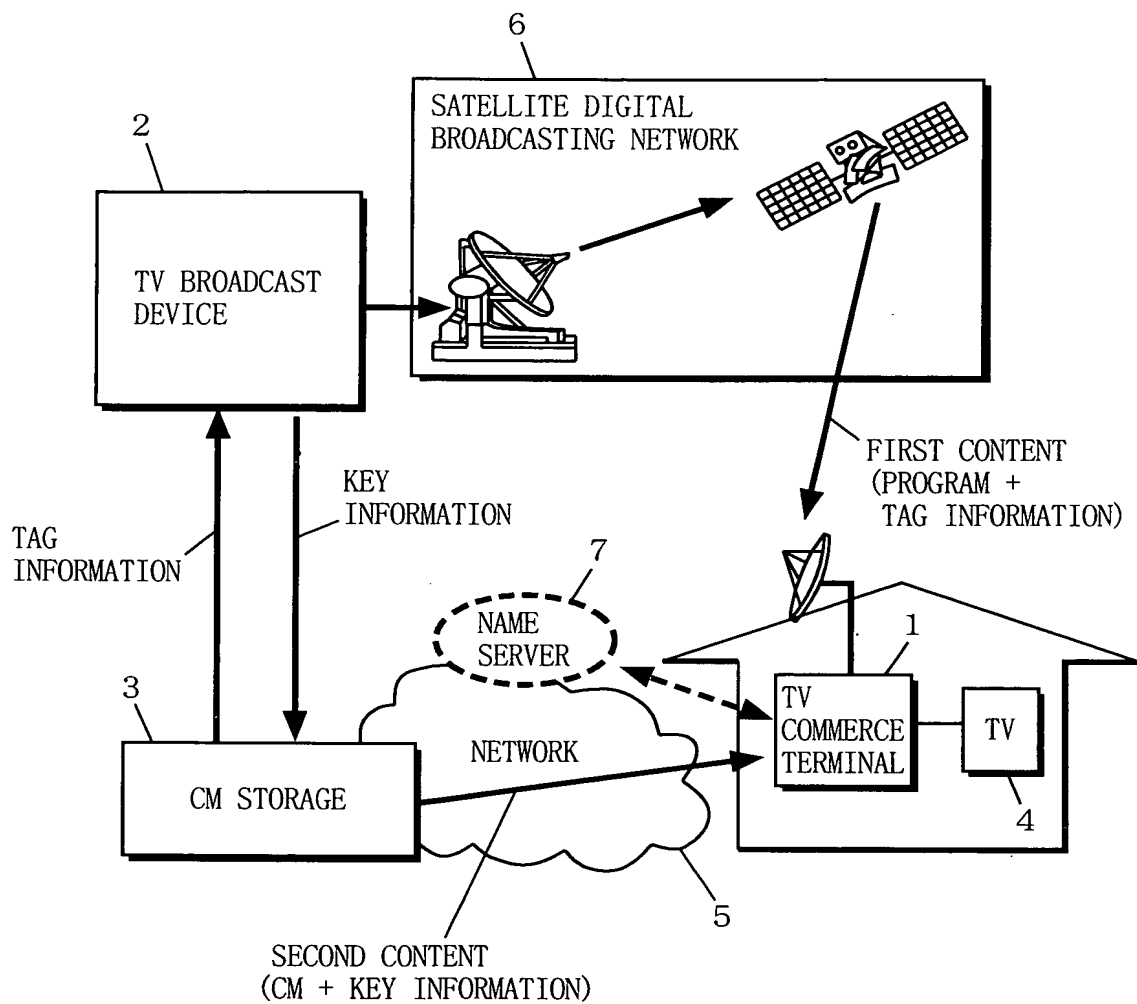 6
SATELLITE DIGITAL
BROADCASTING NETWORK
2
TV BROADCAST
DEVICE
FIRST CONTENT
(PROGRAM +
TAG INFORMATION)
KEY
INFORMATION
TAG
INFORMATION
7
NAME
SERVER
1
TV
COMMERCE
TERMINAL
TV
4
3
CM STORAGE
NETWORK
5
SECOND CONTENT
(CM + KEY INFORMATION)